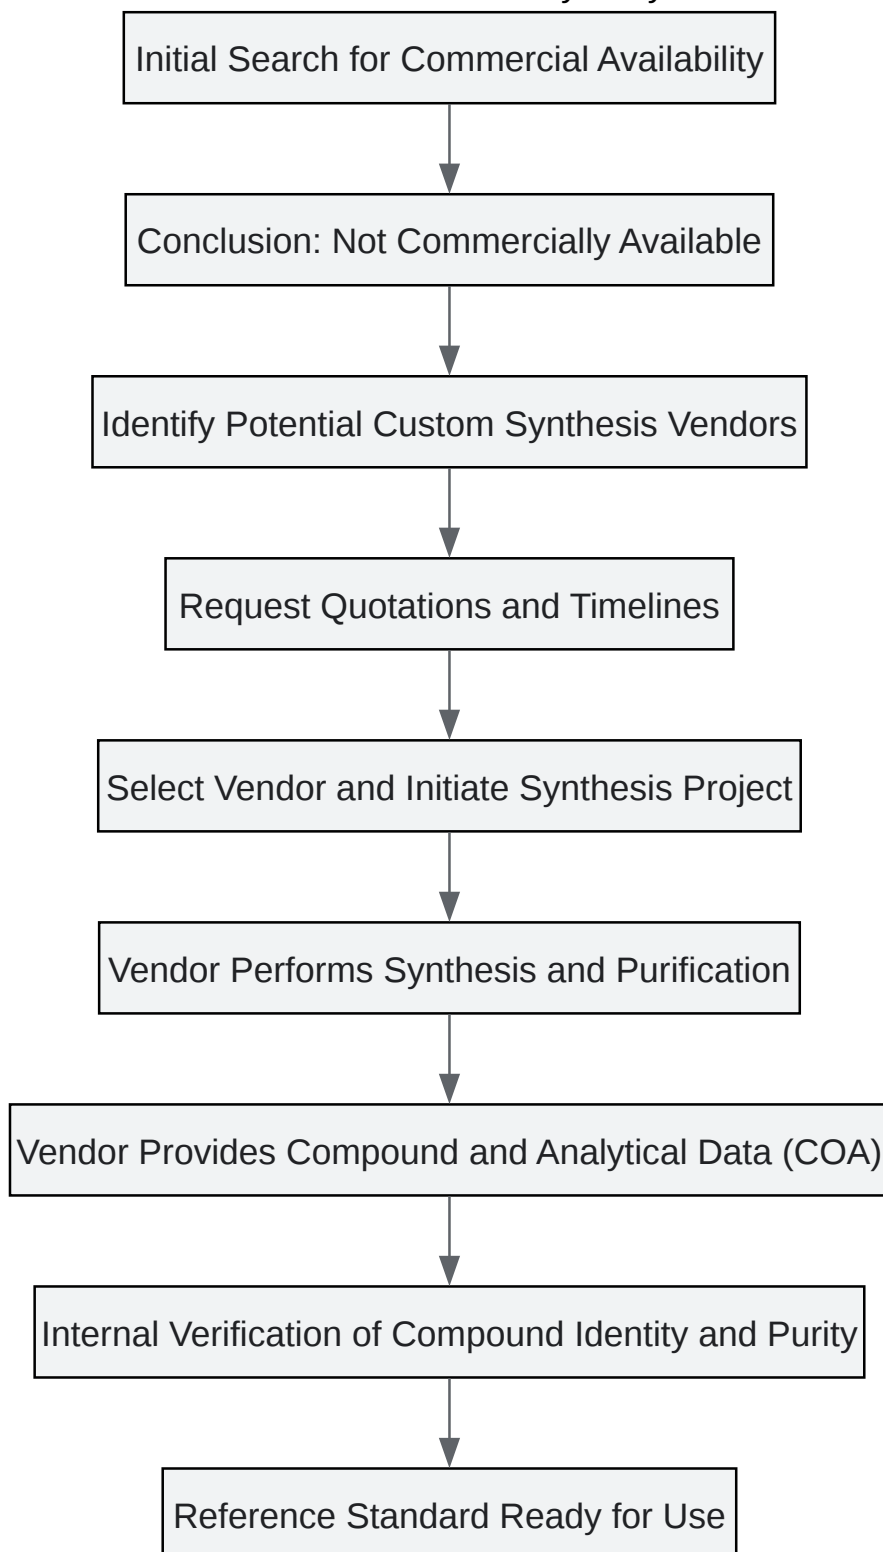 Initial Search for Commercial Availability
Conclusion: Not Commercially Available
Identify Potential Custom Synthesis Vendors
Request Quotations and Timelines
Select Vendor and Initiate Synthesis Project
Vendor Performs Synthesis and Purification
Vendor Provides Compound and Analytical Data (COA)
Internal Verification of Compound Identity and Purity
Reference Standard Ready for Use